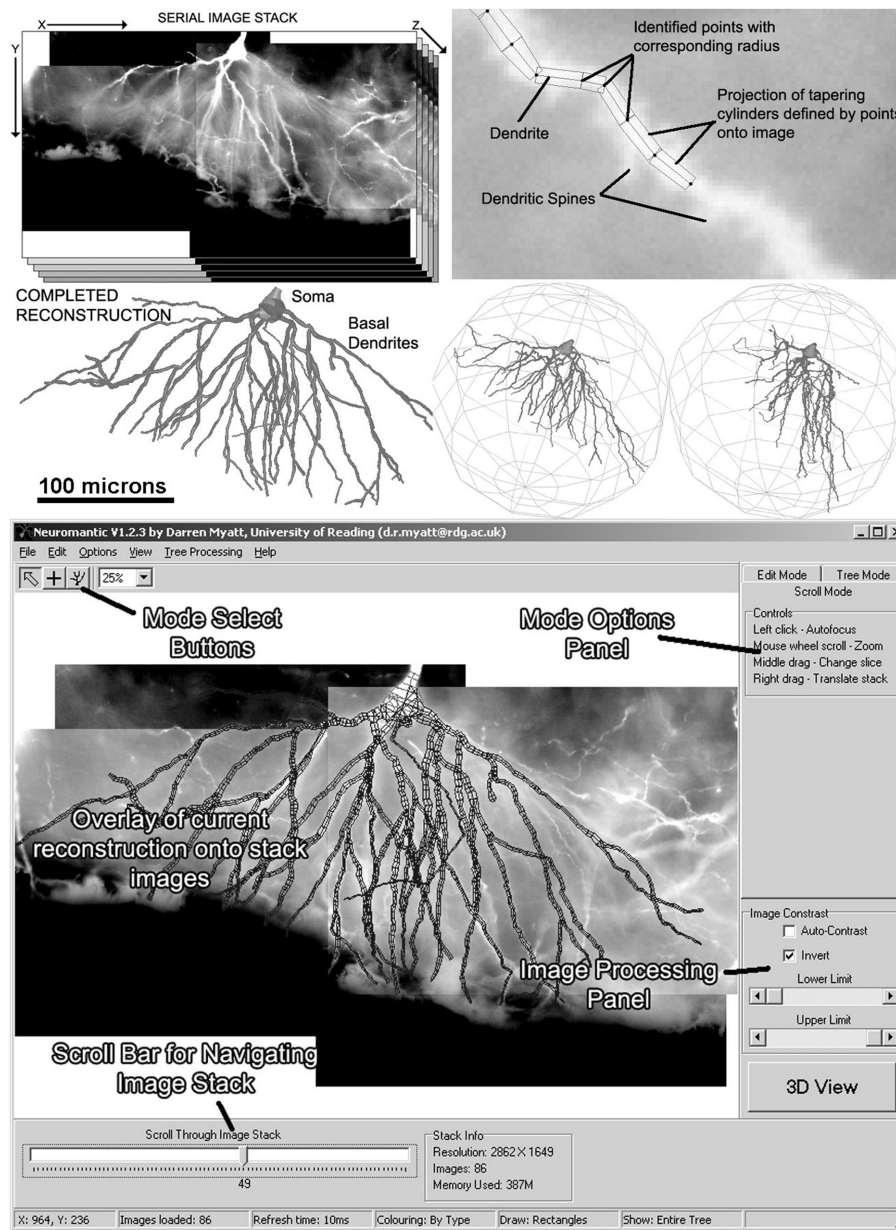 SERIAL IMAGE STACK
X
Y
Z
Identified points with
corresponding radius
Dendrite
Projection of tapering
cylinders defined by points
onto image
Dendritic Spines
COMPLETED
RECONSTRUCTION
Soma
Basal
Dendrites
100 microns
Neuromantic V1.2.3 by Darren Myatt, University of Reading (d.r.myatt@rdg.ac.uk)
File Edit Options View Tree Processing Help
25%
Edit Mode Tree Mode
Scroll Mode
Mode Select
Buttons
Mode Options
Panel
Controls
Left click - Autofocus
Mouse wheel scroll - Zoom
Middle drag - Change slice
Right drag - Translate stack
Overlay of current
reconstruction onto stack
images
Image Constrast
Auto-Contrast
Invert
Lower Limit
Upper Limit
Image Processing
Panel
3D View
Scroll Bar for Navigating
Image Stack
Scroll Through Image Stack
49
Stack Info
Resolution: 2862 X 1649
Images: 86
Memory Used: 387M
X: 964, Y: 236 Images loaded: 86 Refresh time: 10ms Colouring: By Type Draw: Rectangles Show: Entire Tree